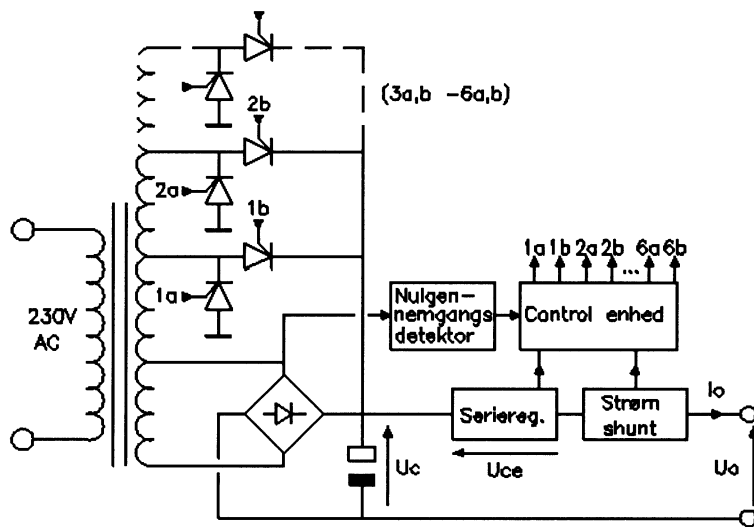 (3a,b -6a,b)
2b
2a
1b
1a
1a 1b 2a 2b ... 6a 6b
230V
AC
Nulgen-
nemgangs
detektor
Control enhed
Seriereg.
Strøm
shunt
Io
Uc
Uce
Uo